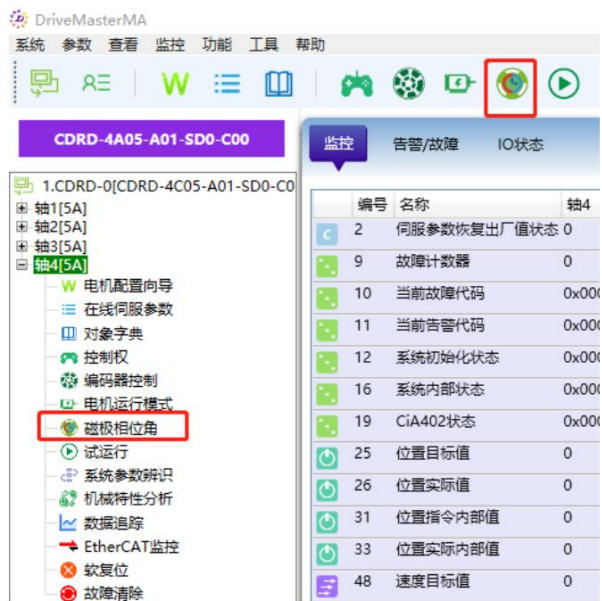 DriveMasterMA
系统 参数 查看 监控 功能 工具 帮助
W
CDRD-4A05-A01-SD0-C00
监控 告警/故障 IO状态
1.CDRD-0[CDRD-4C05-A01-SD0-C0
轴1[5A]
轴2[5A]
轴3[5A]
轴4[5A]
W 电机配置向导
在线伺服参数
对象字典
控制权
编码器控制
电机运行模式
磁极相位角
试运行
系统参数辨识
机械特性分析
数据追踪
EtherCAT监控
软复位
故障清除
编号 名称 轴4
C 2 伺服参数恢复出厂值状态 0
9 故障计数器 0
10 当前故障代码 0x000
11 当前告警代码 0x000
12 系统初始化状态 0x000
16 系统内部状态 0x000
19 CiA402状态 0x000
25 位置目标值 0
26 位置实际值 0
31 位置指令内部值 0
33 位置实际内部值 0
48 速度目标值 0